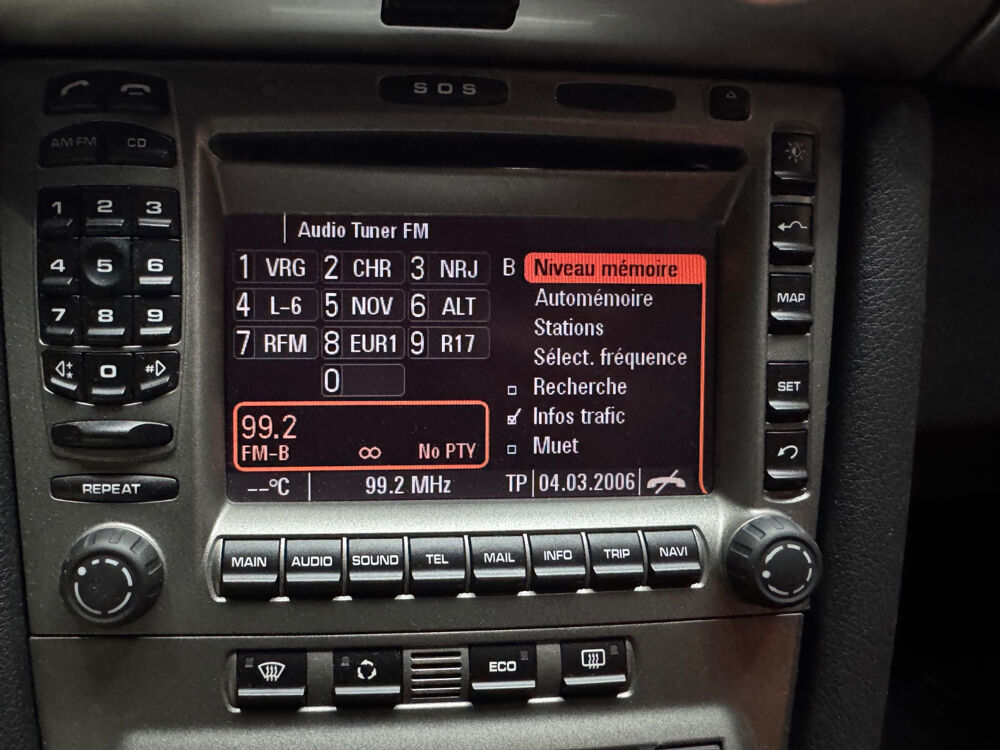 SOS
AM FM CD
1 2 3
4 5 6
7 8 9
* 0 #
REPEAT
Audio Tuner FM
1 VRG 2 CHR 3 NRJ
4 L-6 5 NOV 6 ALT
7 RFM 8 EUR1 9 R17
0
99.2
FM-B ∞ No PTY
B Niveau mémoire
Automémoire
Stations
Sélect. fréquence
Recherche
Infos trafic
Muet
--°C 99.2 MHz TP 04.03.2006
MAP
SET
MAIN AUDIO SOUND TEL MAIL INFO TRIP NAVI
ECO